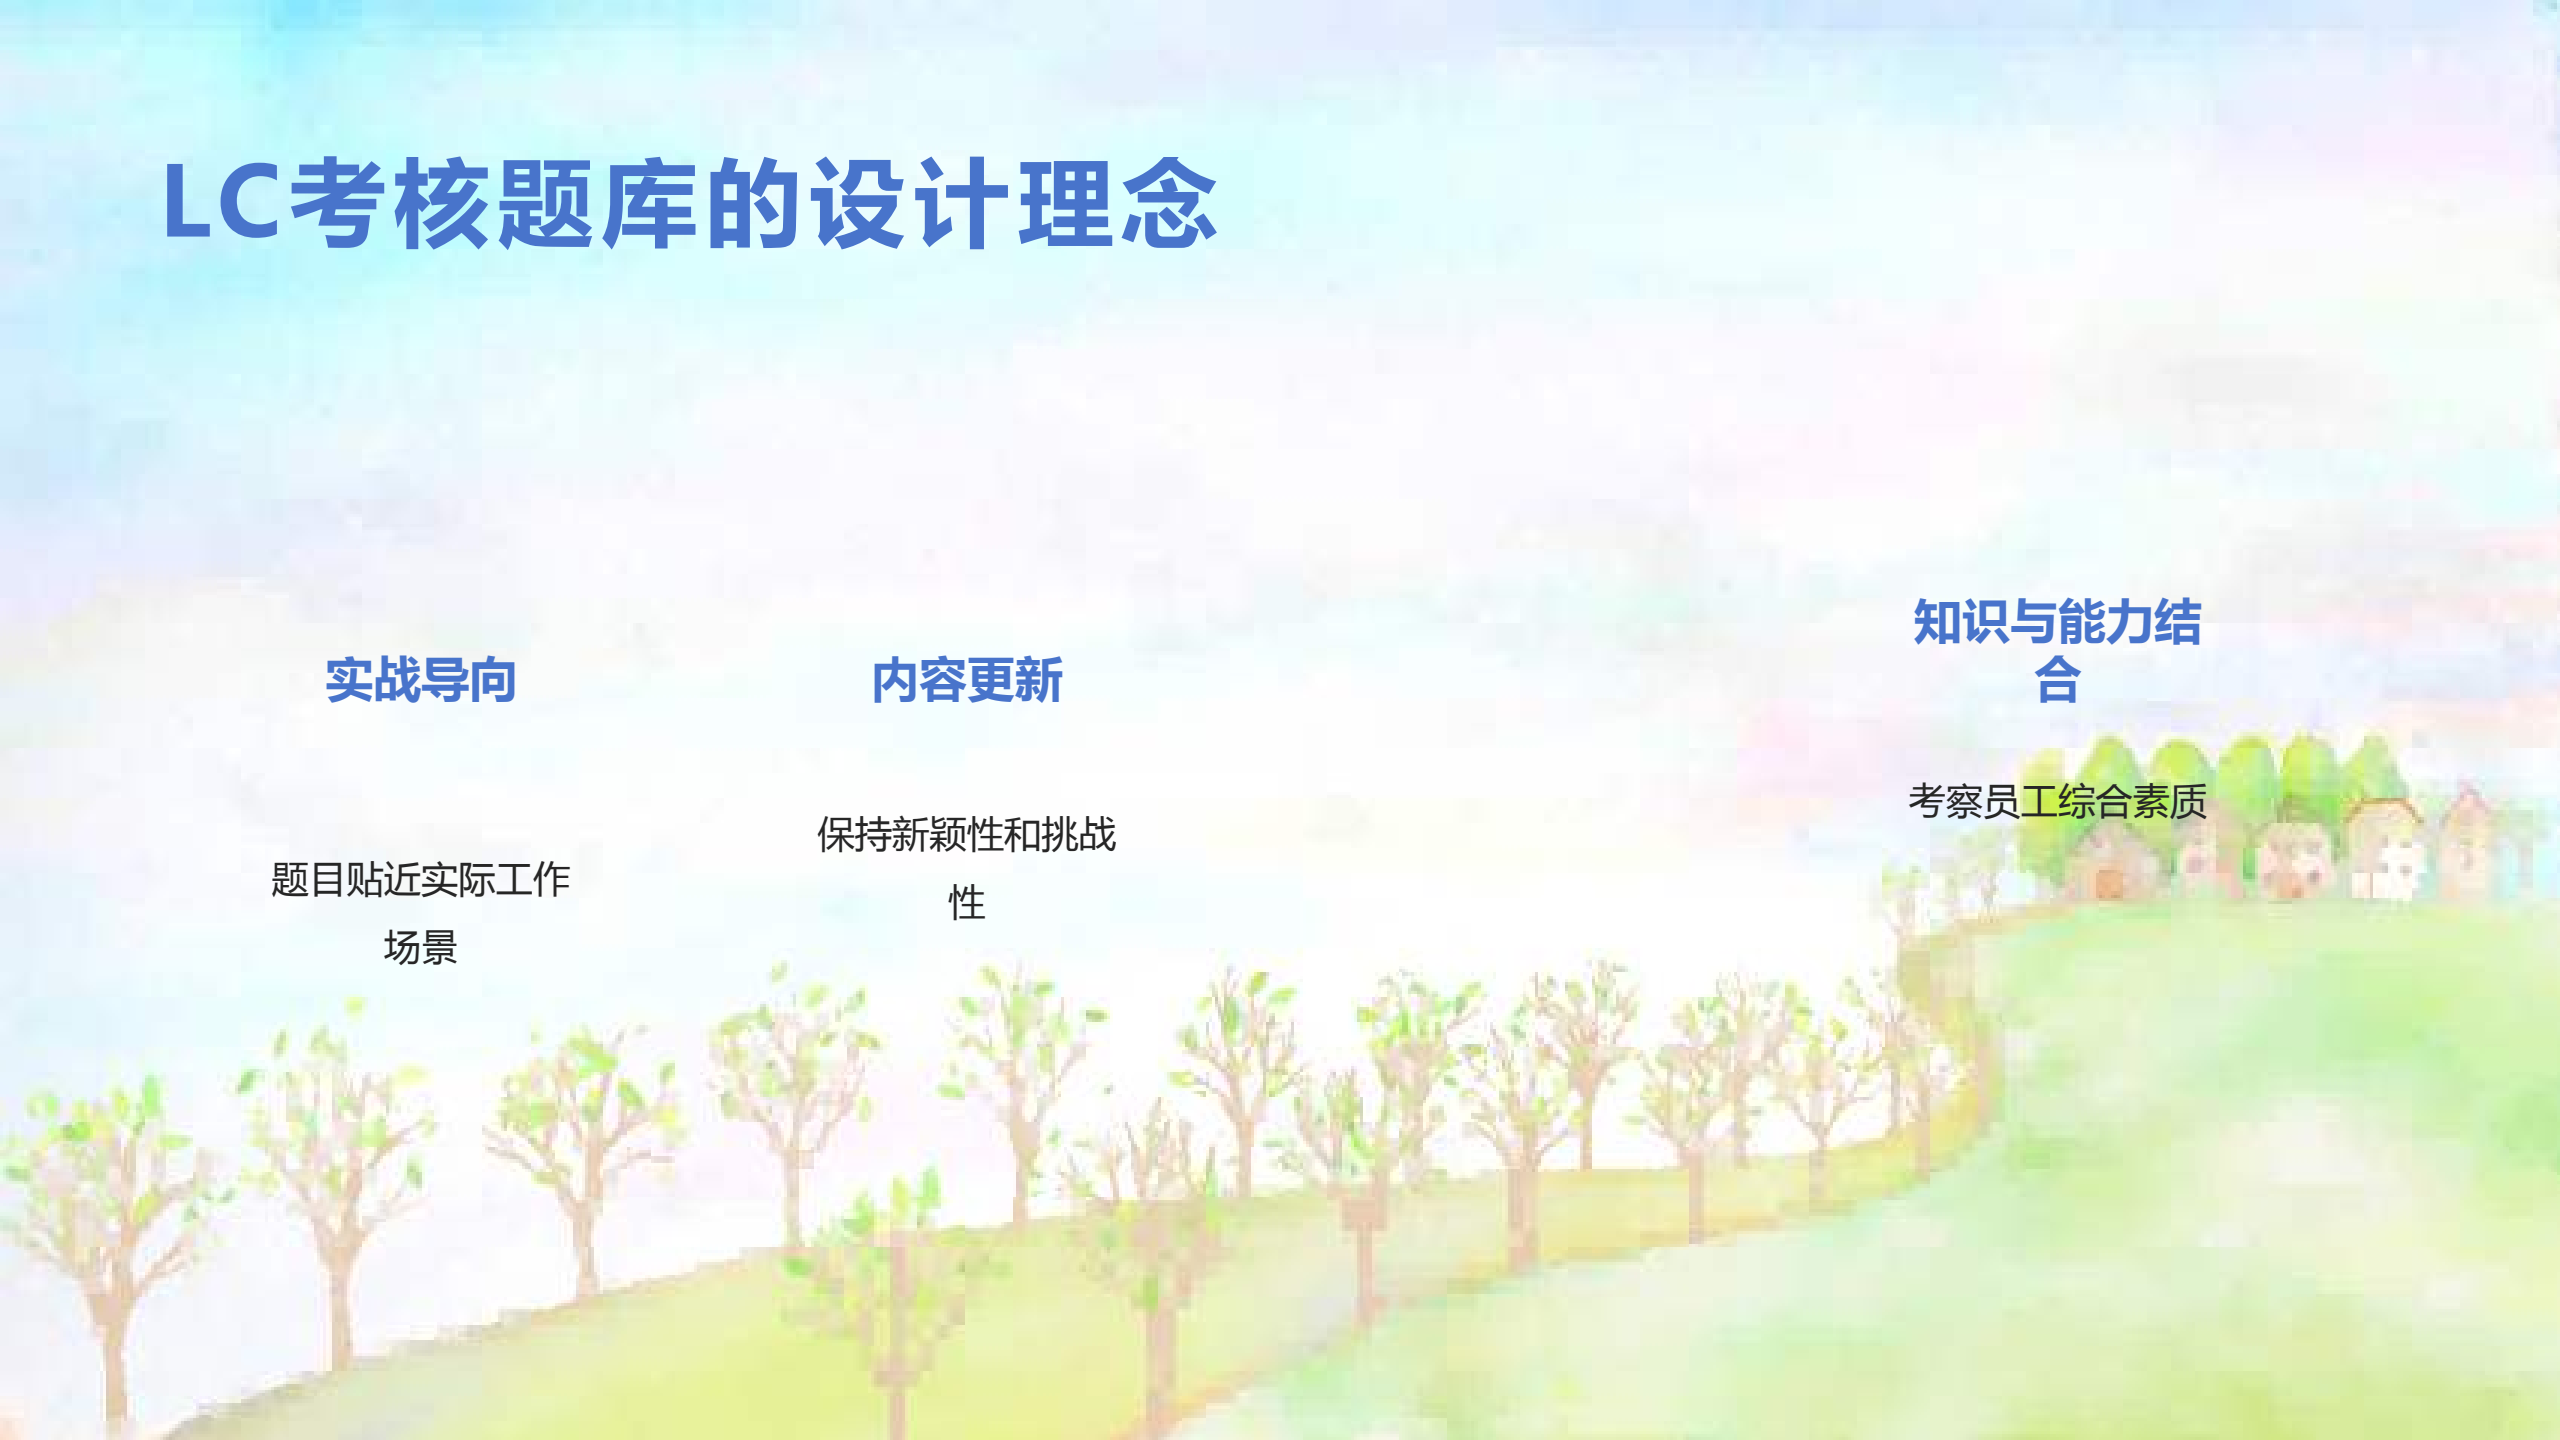 LC考核题库的设计理念
实战导向
题目贴近实际工作
场景
内容更新
保持新颖性和挑战
性
知识与能力结
合
考察员工综合素质